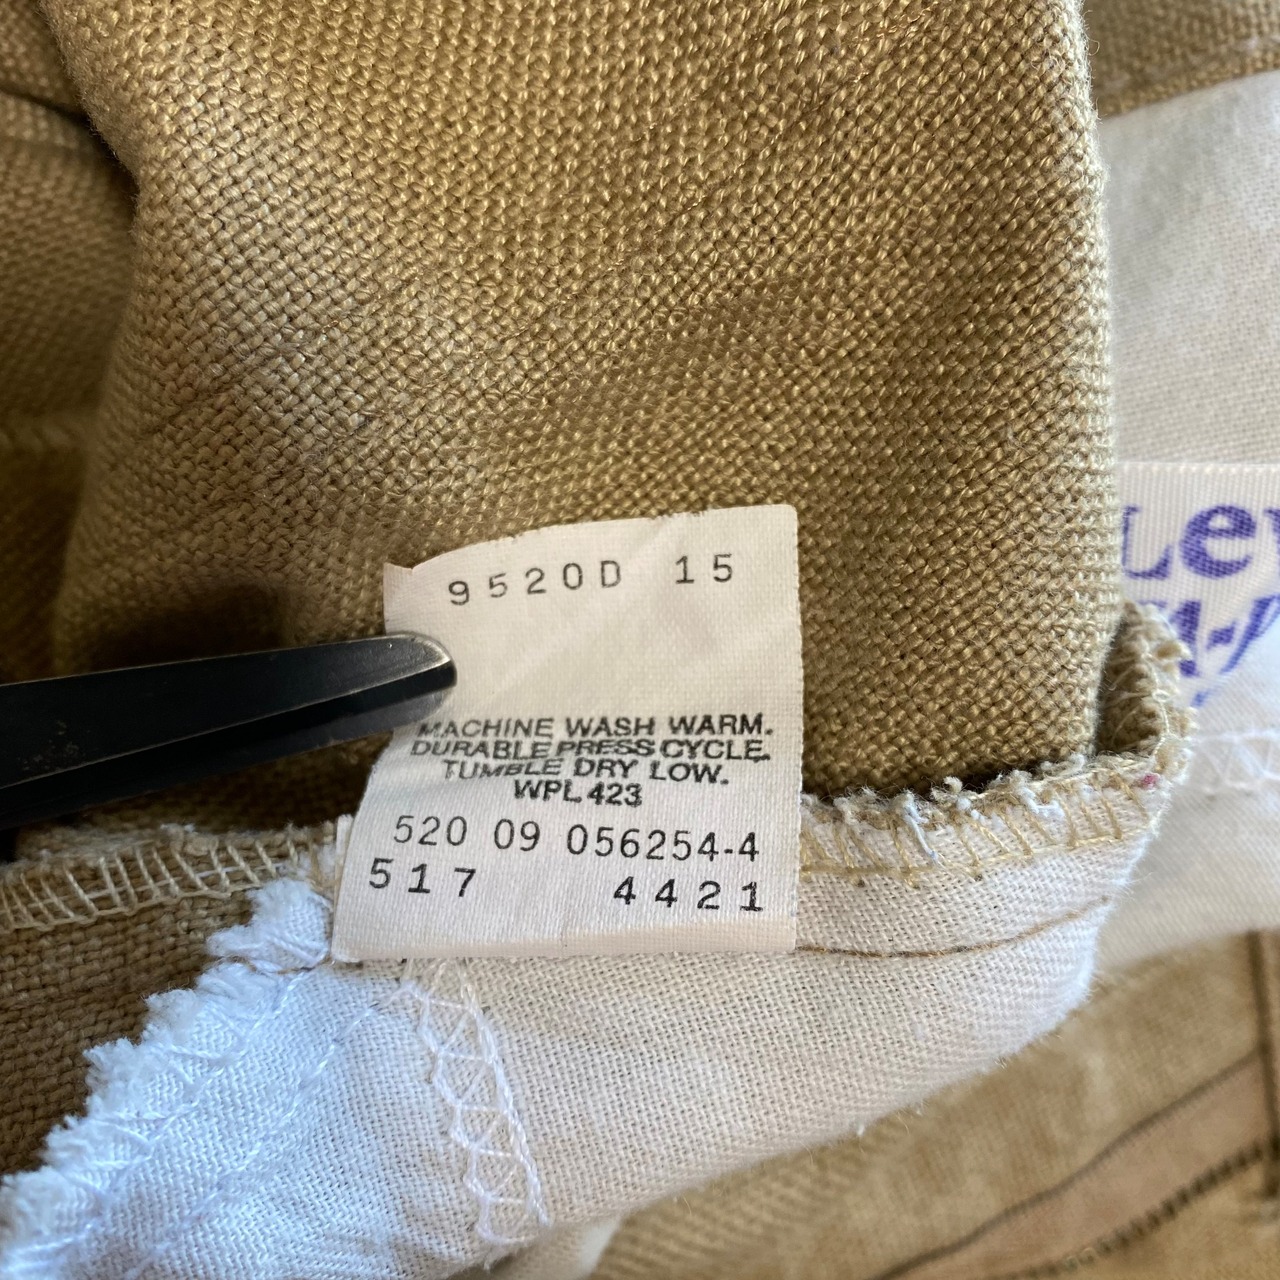 9520D 15
MACHINE WASH WARM.
DURABLE PRESS CYCLE.
TUMBLE DRY LOW.
WPL 423
520 09 056254-4
517 4421
Lev